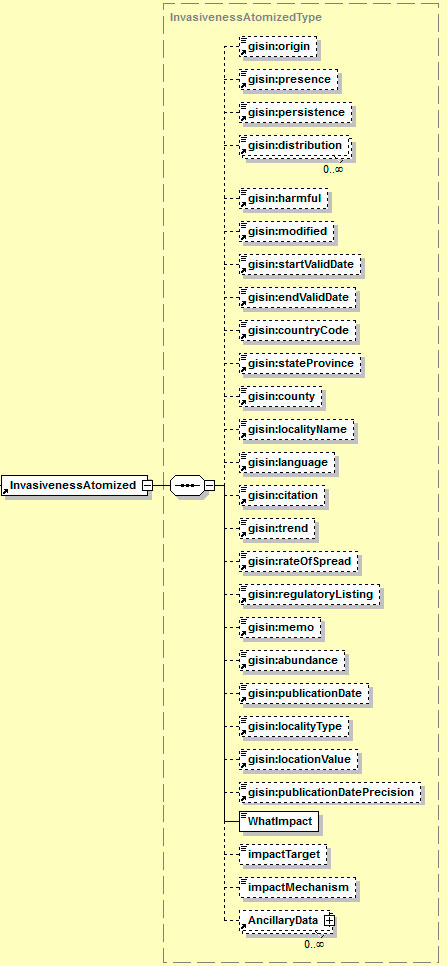 InvasivenessAtomizedType
gisin:origin
gisin:presence
gisin:persistence
gisin:distribution
0..∞
gisin:harmful
gisin:modified
gisin:startValidDate
gisin:endValidDate
gisin:countryCode
gisin:stateProvince
gisin:county
gisin:localityName
gisin:language
InvasivenessAtomized
gisin:citation
gisin:trend
gisin:rateOfSpread
gisin:regulatoryListing
gisin:memo
gisin:abundance
gisin:publicationDate
gisin:localityType
gisin:locationValue
gisin:publicationDatePrecision
WhatImpact
impactTarget
impactMechanism
AncillaryData
0..∞